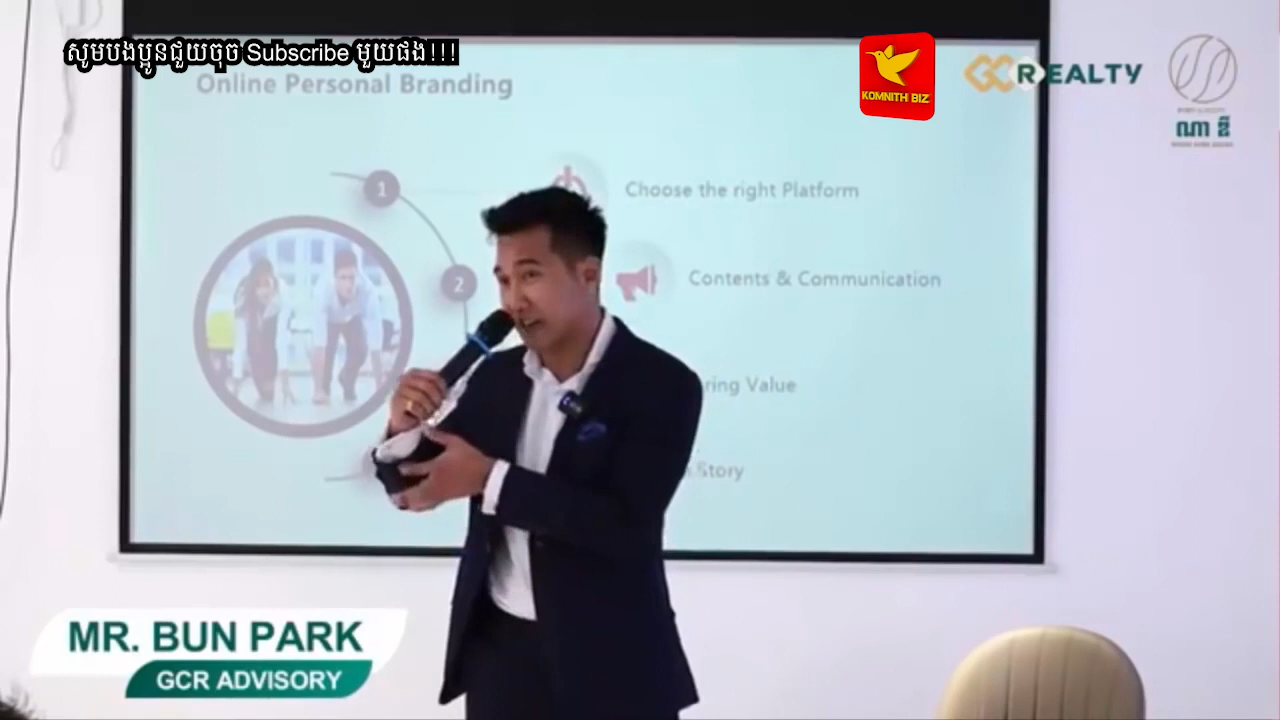 សូមបងប្អូនជួយចុច Subscribe មួយផង!!!
Online Personal Branding
KOMNITH BIZ
GC REALTY
ណា ឌី
1
Choose the right Platform
2
Contents & Communication
ring Value
Story
MR. BUN PARK
GCR ADVISORY